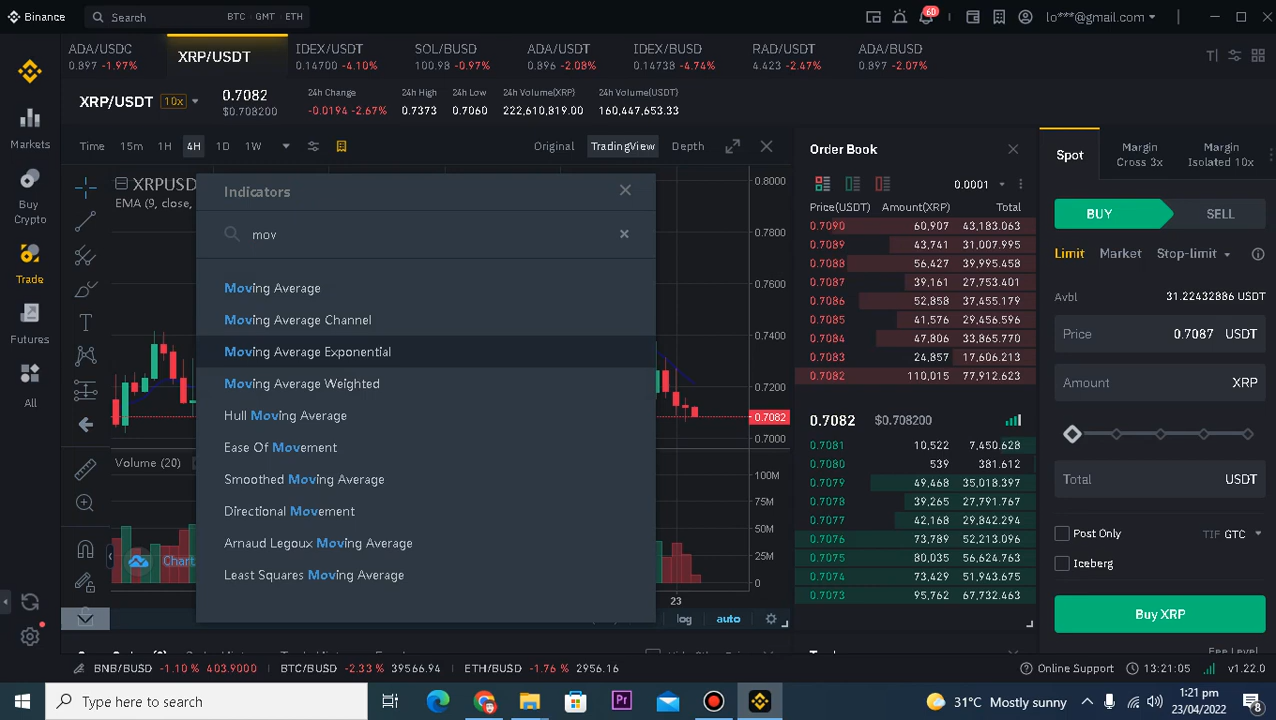 Binance
Search
BTC | GMT | ETH
60
lo***@gmail.com
ADA/USDC
0.897 -1.97%
XRP/USDT
IDEX/USDT
0.14700 -4.10%
SOL/BUSD
100.98 -0.97%
ADA/USDT
0.896 -2.08%
IDEX/BUSD
0.14738 -4.74%
RAD/USDT
4.423 -2.47%
ADA/BUSD
0.897 -2.07%
XRP/USDT 10x
0.7082
$0.708200
24h Change
-0.0194 -2.67%
24h High
0.7373
24h Low
0.7060
24h Volume(XRP)
222,610,819.00
24h Volume(USDT)
160,447,653.33
Markets
Buy
Crypto
Trade
Futures
All
Time 15m 1H 4H 1D 1W
Original TradingView Depth
XRPUSD
EMA (9, close,
Indicators
mov
Moving Average
Moving Average Channel
Moving Average Exponential
Moving Average Weighted
Hull Moving Average
Ease Of Movement
Smoothed Moving Average
Directional Movement
Arnaud Legoux Moving Average
Least Squares Moving Average
0.8000
0.7800
0.7600
0.7400
0.7200
0.7082
0.7000
Volume (20)
100M
75M
50M
25M
0
Chart
23
log auto
Order Book
0.0001
Price(USDT) Amount(XRP) Total
0.7090 60,907 43,183.063
0.7089 43,741 31,007.995
0.7088 56,427 39,995.458
0.7087 39,161 27,753.401
0.7086 52,858 37,455.179
0.7085 41,576 29,456.596
0.7084 47,806 33,865.770
0.7083 24,857 17,606.213
0.7082 110,015 77,912.623
0.7082 $0.708200
0.7081 10,522 7,450.628
0.7080 539 381.612
0.7079 49,468 35,018.397
0.7078 39,265 27,791.767
0.7077 42,168 29,842.294
0.7076 73,789 52,213.096
0.7075 80,035 56,624.763
0.7074 73,429 51,943.675
0.7073 95,762 67,732.463
Spot
Margin
Cross 3x
Margin
Isolated 10x
BUY SELL
Limit Market Stop-limit
Avbl 31.22432886 USDT
Price 0.7087 USDT
Amount XRP
Total USDT
Post Only TIF GTC
Iceberg
Buy XRP
BNB/BUSD -1.10 % 403.9000 BTC/BUSD -2.33 % 39566.94 ETH/BUSD -1.76 % 2956.16
Online Support 13:21:05 v1.22.0
Type here to search
Pr
31°C Mostly sunny
1:21 pm
23/04/2022
8